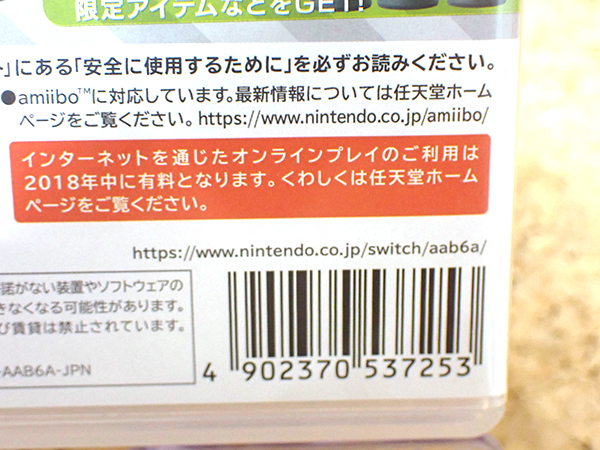 限定アイテムなどをGET!
」にある「安全に使用するために」を必ずお読みください。
●amiibo™に対応しています。最新情報については任天堂ホーム
ページをご覧ください。https://www.nintendo.co.jp/amiibo/
インターネットを通じたオンラインプレイのご利用は
2018年中に有料となります。くわしくは任天堂ホーム
ページをご覧ください。
https://www.nintendo.co.jp/switch/aab6a/
諾がない装置やソフトウェアの
きなくなる可能性があります。
び賃貸は禁止されています。
-AAB6A-JPN
4 902370 537253